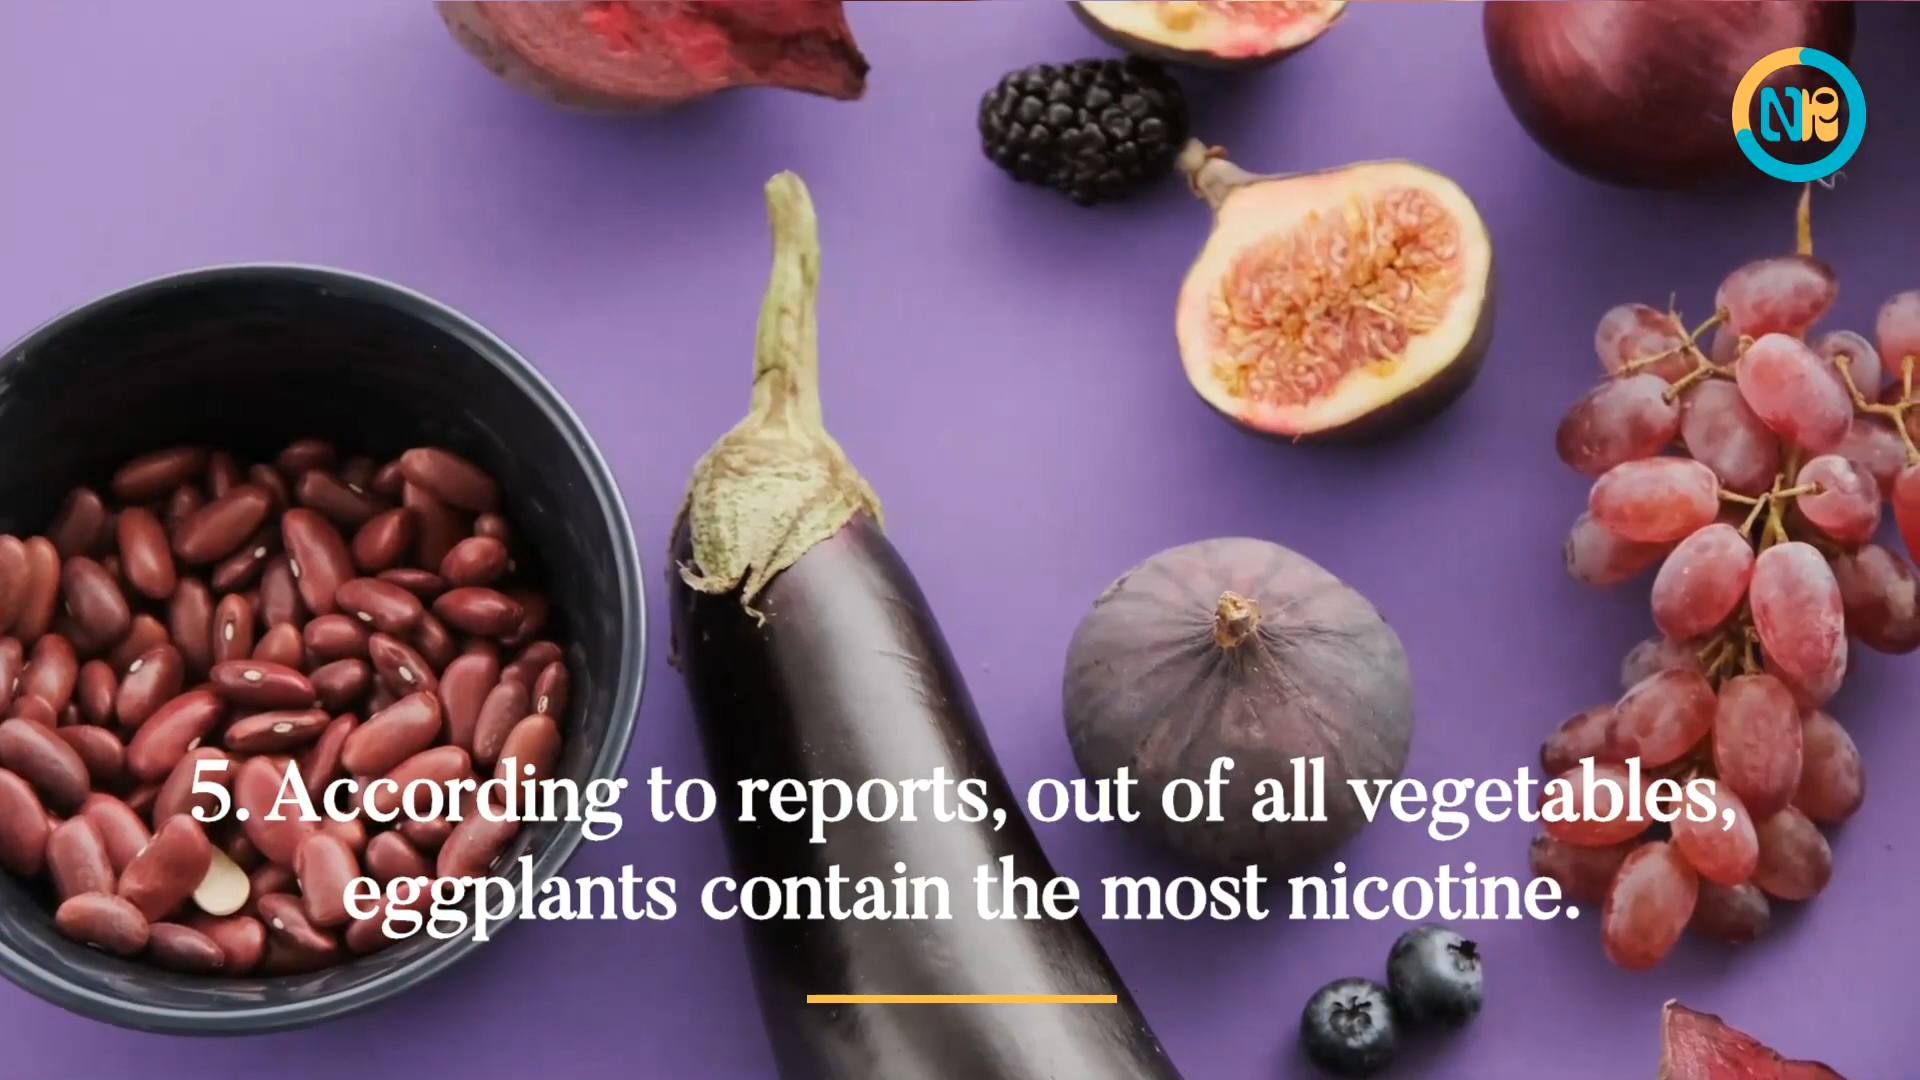 5. According to reports, out of all vegetables,
eggplants contain the most nicotine.